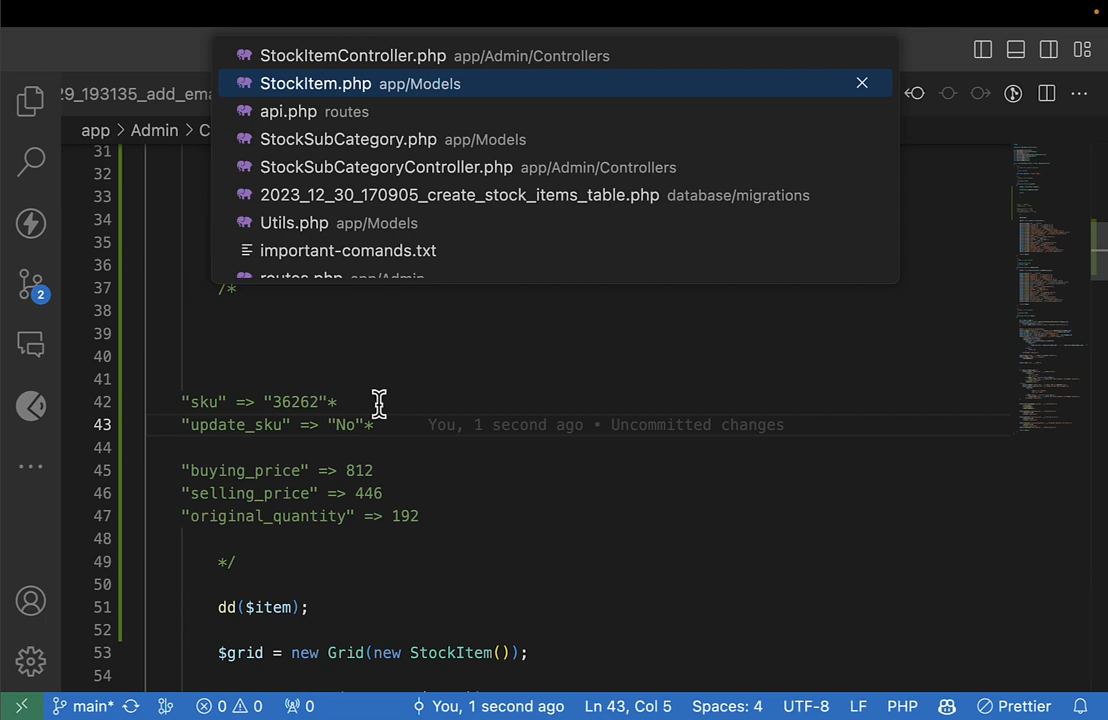 StockItemController.php app/Admin/Controllers
StockItem.php app/Models
api.php routes
StockSubCategory.php app/Models
StockSubCategoryController.php app/Admin/Controllers
2023_12_30_170905_create_stock_items_table.php database/migrations
Utils.php app/Models
important-comands.txt
routes.php app/Admin
29_193135_add_ema
app > Admin > C
31
32
33
34
35
36
37 /*
38
39
40
41
42 "sku" => "36262"*
43 "update_sku" => "No"* You, 1 second ago • Uncommitted changes
44
45 "buying_price" => 812
46 "selling_price" => 446
47 "original_quantity" => 192
48
49 */
50
51 dd($item);
52
53 $grid = new Grid(new StockItem());
54
2
main* 0 0 0 You, 1 second ago Ln 43, Col 5 Spaces: 4 UTF-8 LF PHP Prettier